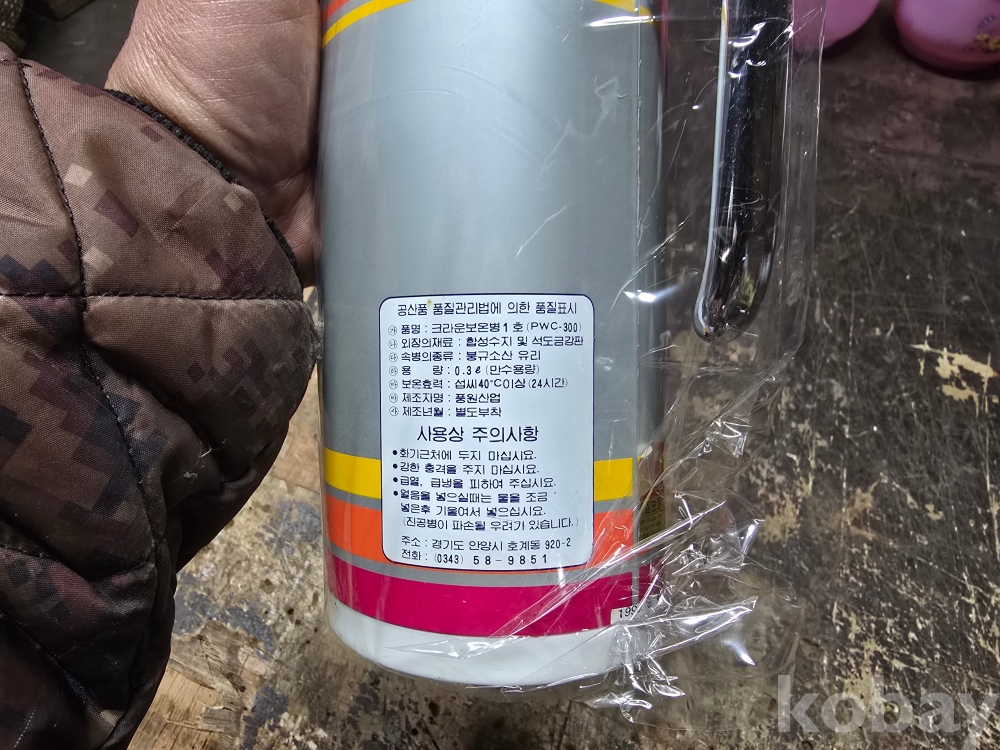 공산품 품질관리법에 의한 품질표시
㉮ 품명 : 크라운보온병 1 호 (PWC-300)
㉯ 외장의재료 : 합성수지 및 석도금강판
㉰ 속병의종류 : 붕규소산 유리
㉱ 용 량 : 0.3ℓ (만수용량)
㉲ 보온효력 : 섭씨40°C이상 (24시간)
㉳ 제조자명 : 풍원산업
㉴ 제조년월 : 별도부착
사용상 주의사항
• 화기근처에 두지 마십시요.
• 강한 충격을 주지 마십시요.
• 급열, 급냉을 피하여 주십시요.
• 얼음을 넣으실때는 물을 조금
넣은후 기울여서 넣으십시요.
(진공병이 파손될 우려가 있습니다.)
주소 : 경기도 안양시 호계동 920-2
전화 : (0343) 58-9851
199
kobay